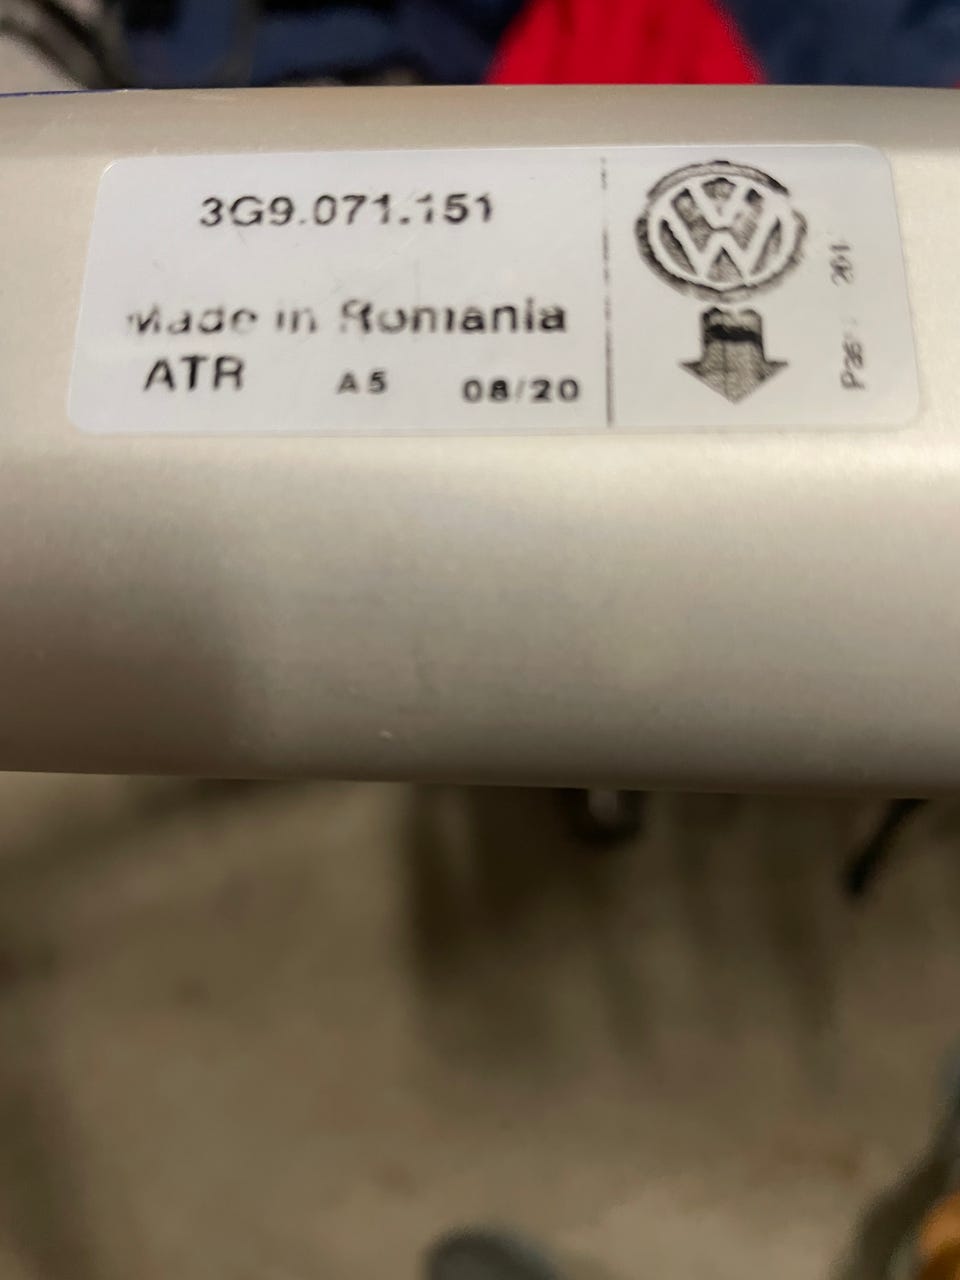 3G9.071.151
Made in Romania
ATR A5 08/20